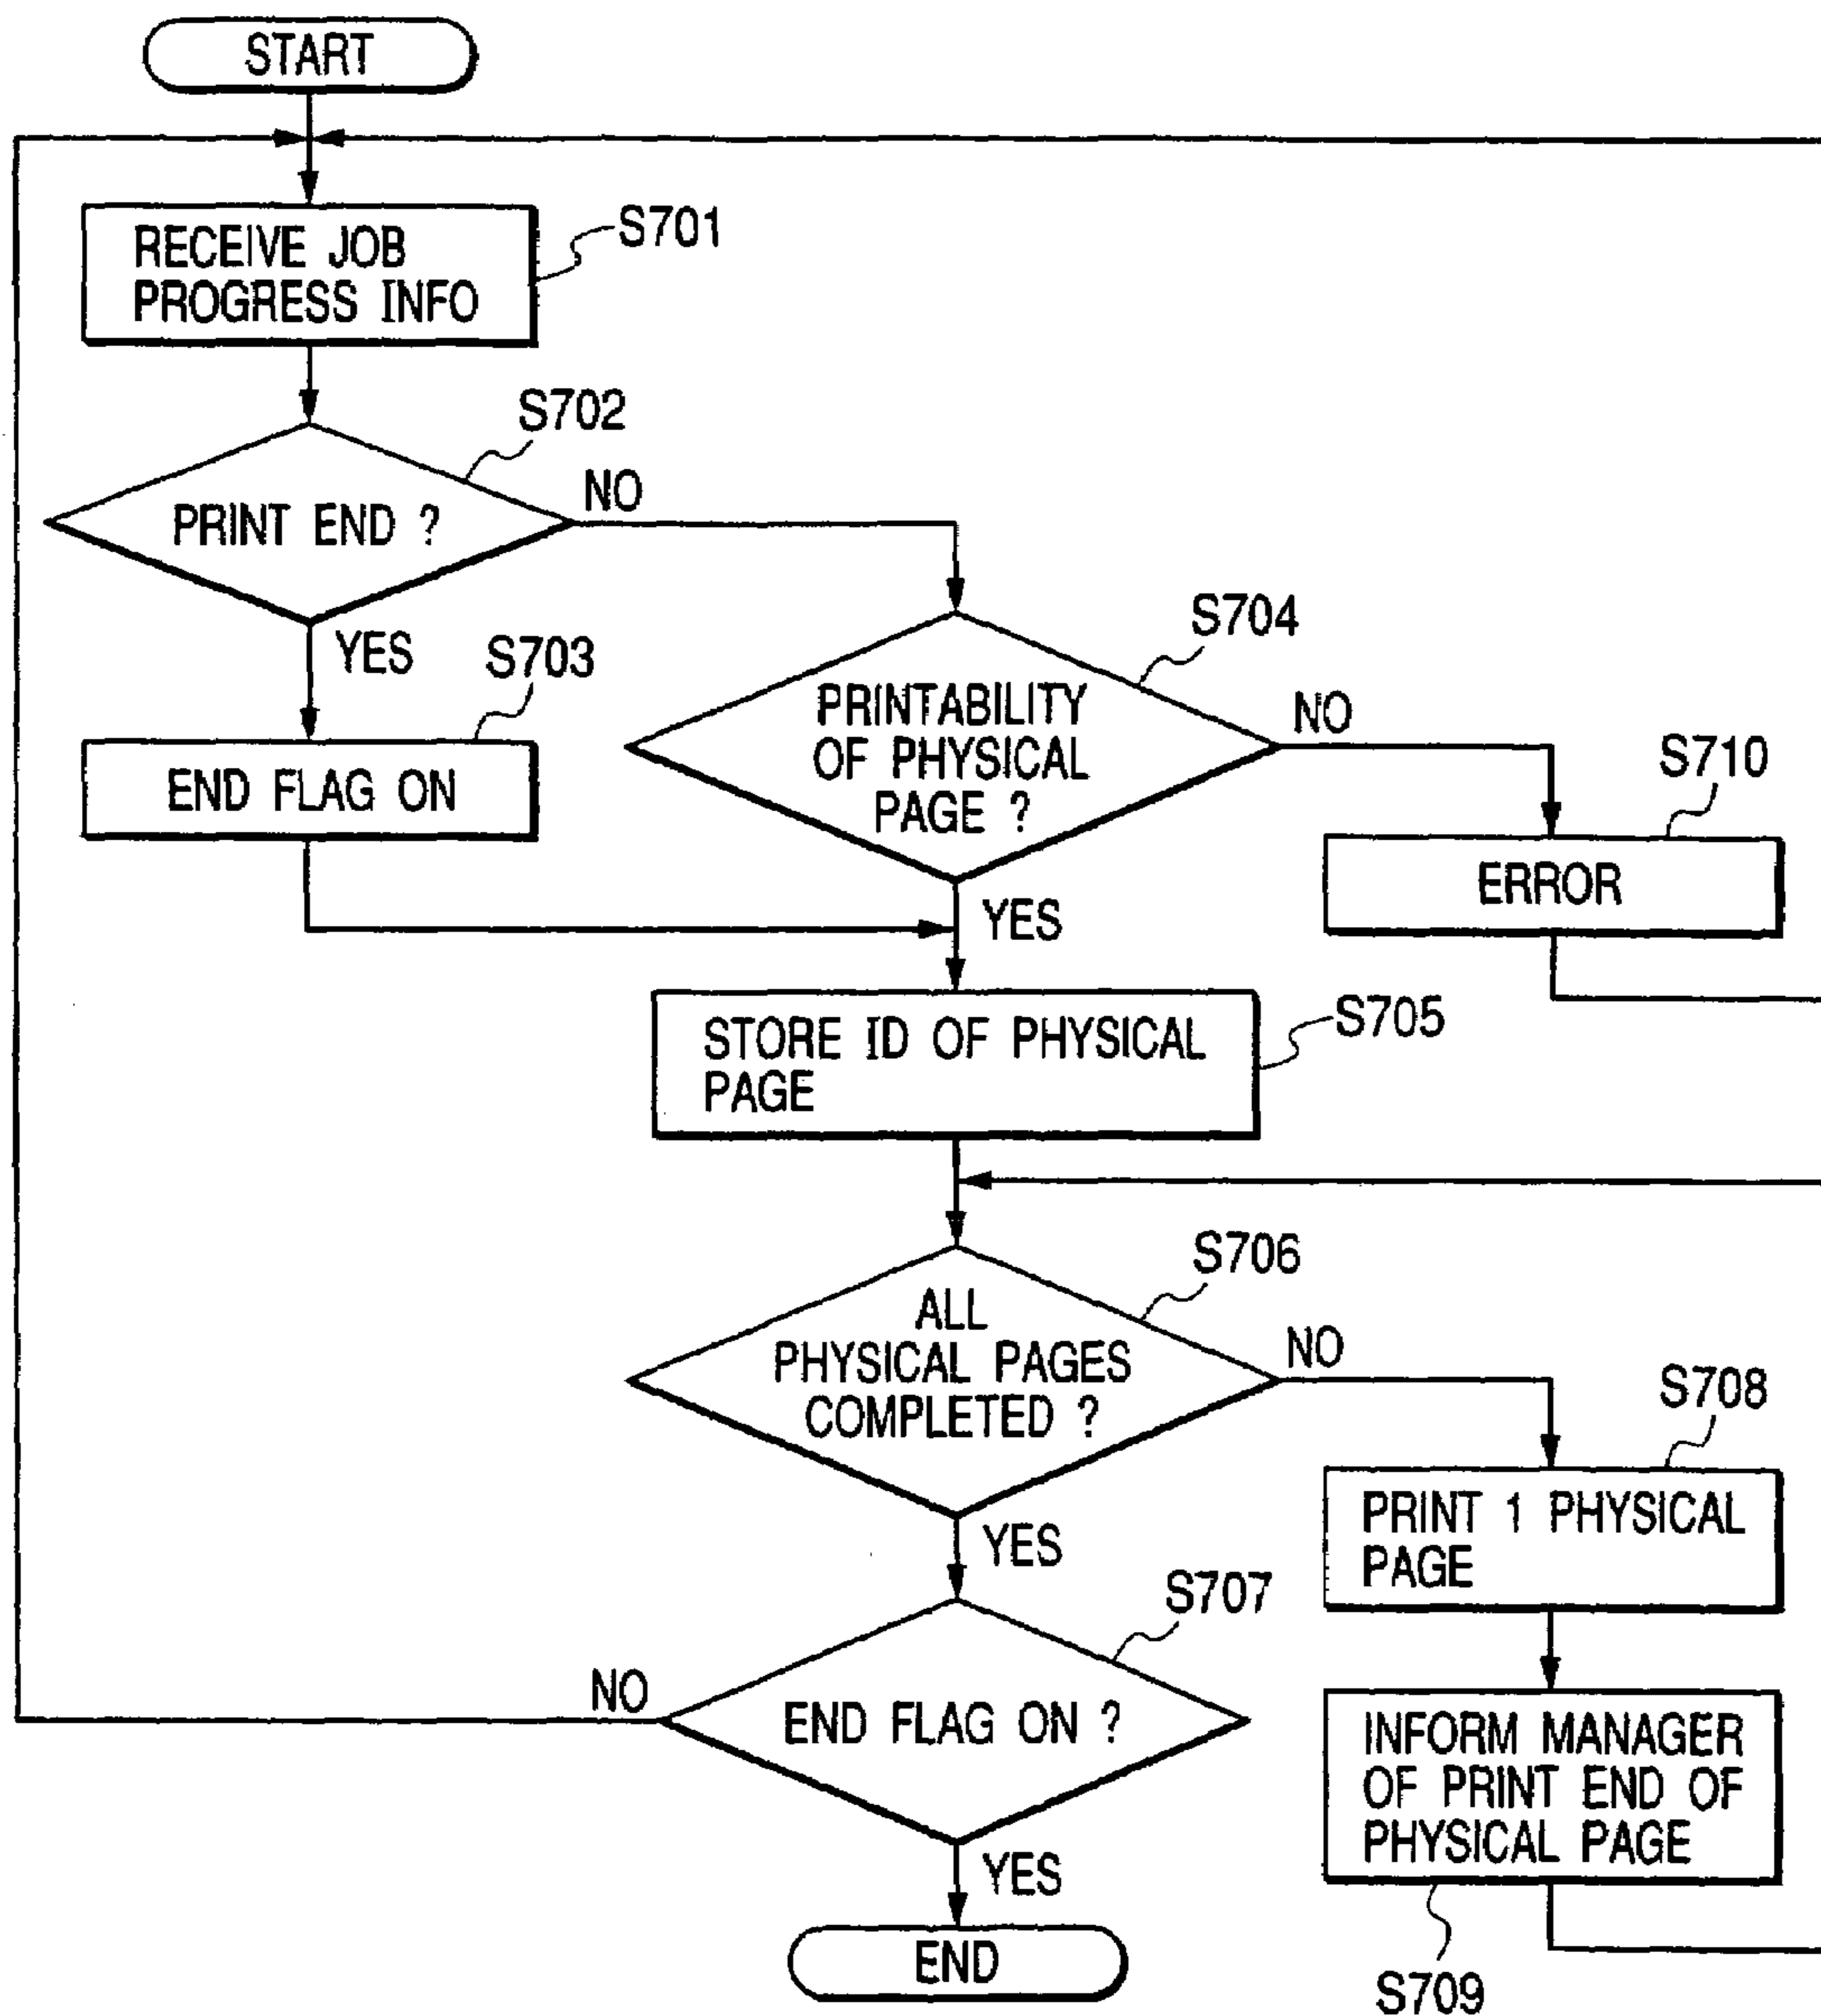 START
RECEIVE JOB
PROGRESS INFO
S701
S702
PRINT END ?
NO
YES
S703
END FLAG ON
S704
PRINTABILITY
OF PHYSICAL
PAGE ?
NO
S710
ERROR
YES
STORE ID OF PHYSICAL
PAGE
S705
S706
ALL
PHYSICAL PAGES
COMPLETED ?
NO
S708
PRINT 1 PHYSICAL
PAGE
YES
S707
END FLAG ON ?
NO
INFORM MANAGER
OF PRINT END OF
PHYSICAL PAGE
YES
END
S709